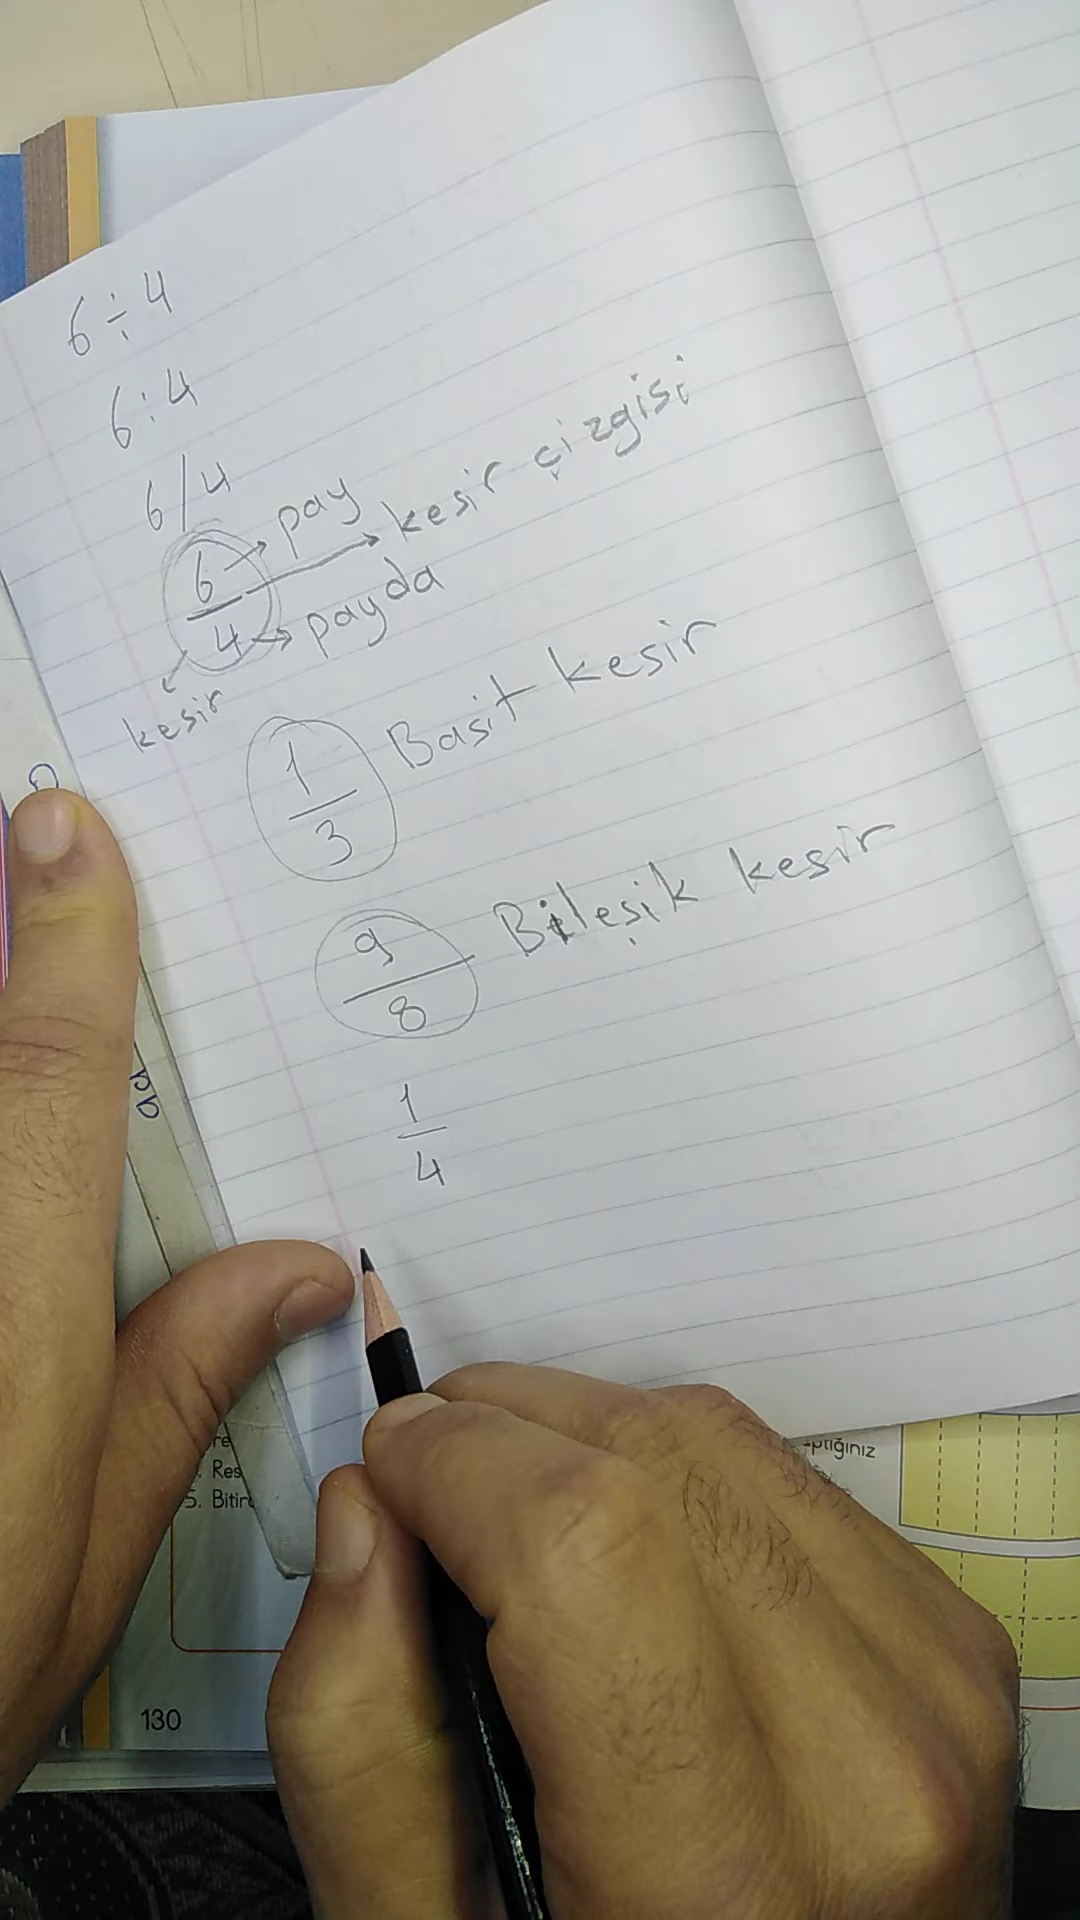 6 ÷ 4
6 : 4
6 / 4
6/4
pay
kesir çizgisi
payda
kesir
1/3 Basit kesir
9/8 Bileşik kesir
1/4
Res
5. Bitir
ptığınız
130